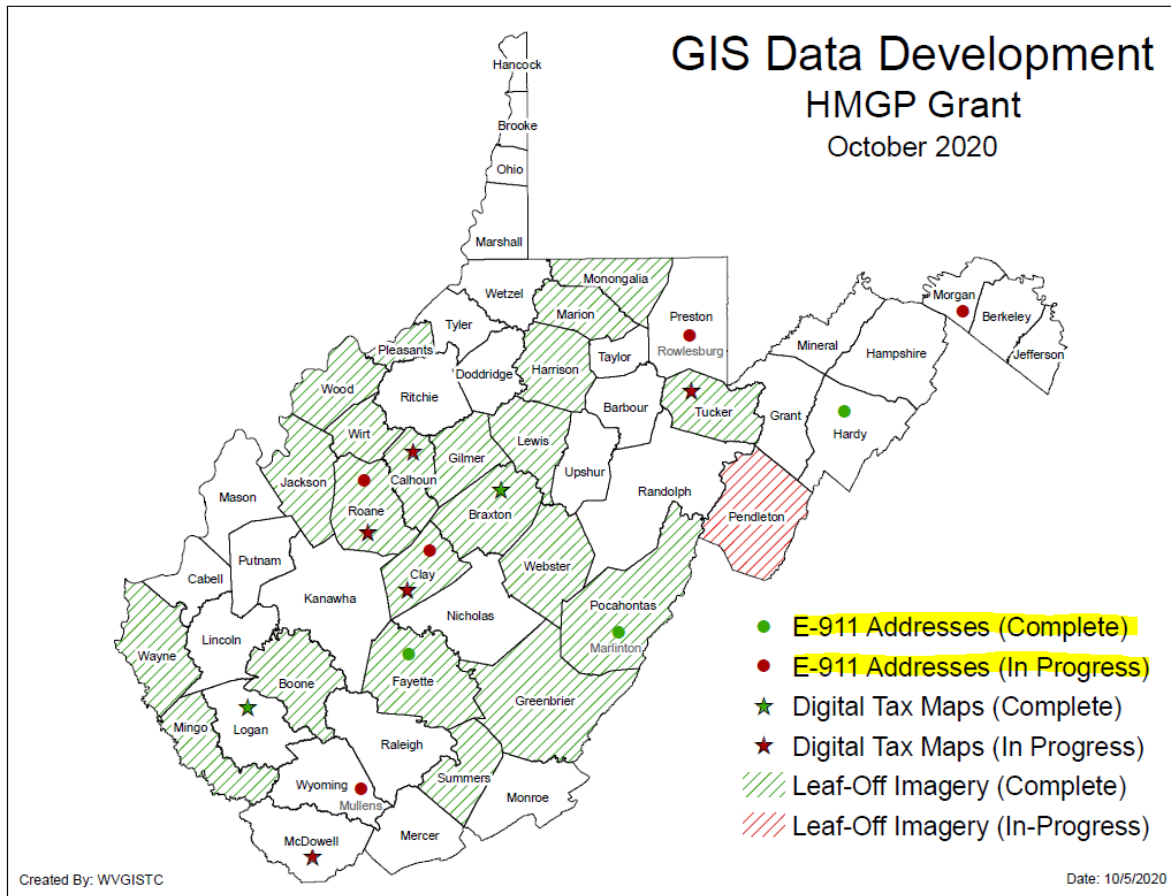 GIS Data Development
HMGP Grant
October 2020
Hancock
Brooke
Ohio
Marshall
Wetzel
Monongalia
Marion
Preston
Rowlesburg
Morgan
Berkeley
Jefferson
Tyler
Pleasants
Doddridge
Harrison
Taylor
Mineral
Hampshire
Wood
Ritchie
Barbour
Tucker
Grant
Hardy
Wirt
Calhoun
Gilmer
Lewis
Upshur
Randolph
Pendleton
Mason
Jackson
Roane
Braxton
Webster
Cabell
Putnam
Kanawha
Clay
Nicholas
Pocahontas
Marlinton
Wayne
Lincoln
Boone
Fayette
Greenbrier
Mingo
Logan
Raleigh
Summers
Monroe
Wyoming
Mullens
McDowell
Mercer
E-911 Addresses (Complete)
E-911 Addresses (In Progress)
Digital Tax Maps (Complete)
Digital Tax Maps (In Progress)
Leaf-Off Imagery (Complete)
Leaf-Off Imagery (In-Progress)
Created By: WVGISTC
Date: 10/5/2020